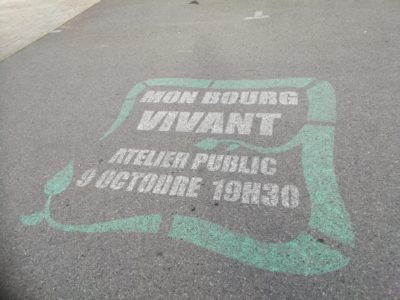 MON BOURG
VIVANT
ATELIER PUBLIC
9 OCTOBRE 19H30